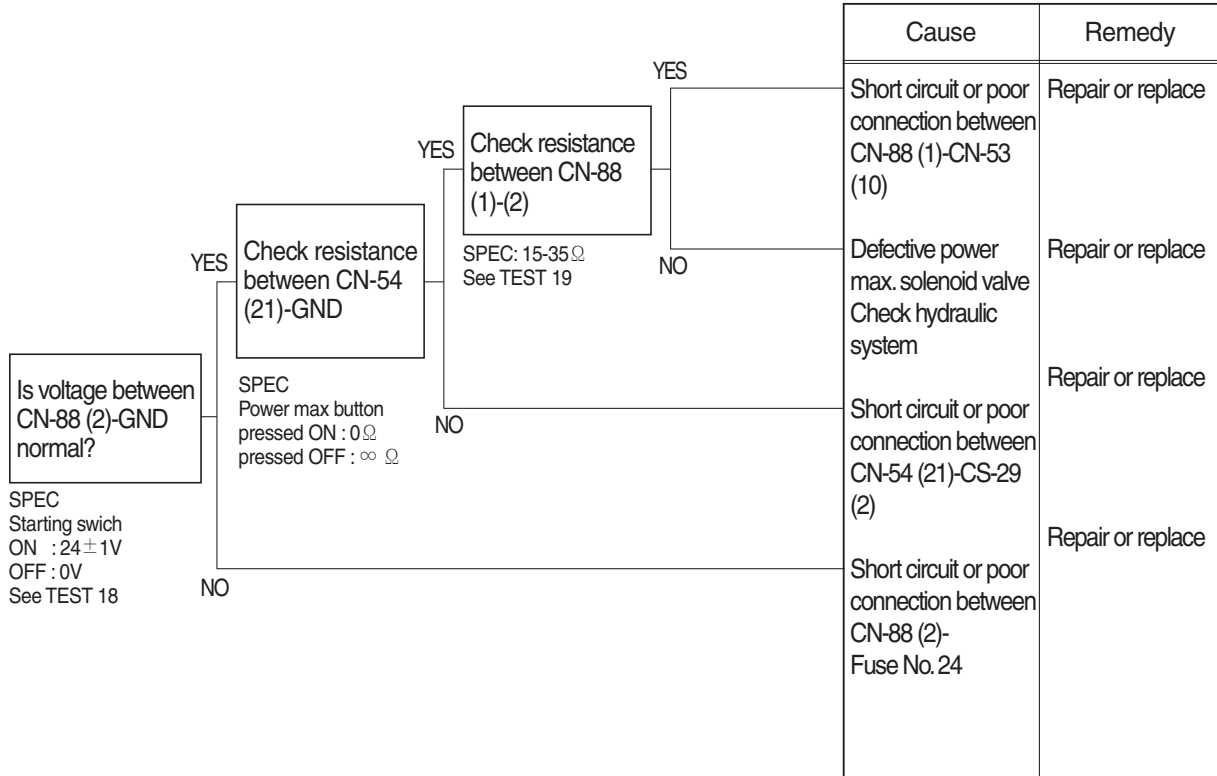 Cause
Remedy
YES
Short circuit or poor
connection between
CN-88 (1)-CN-53
(10)
Repair or replace
YES
Check resistance
between CN-88
(1)-(2)
SPEC: 15-35Ω
See TEST 19
NO
Defective power
max. solenoid valve
Check hydraulic
system
Repair or replace
YES
Check resistance
between CN-54
(21)-GND
SPEC
Power max button
pressed ON : 0Ω
pressed OFF : ∞ Ω
NO
Short circuit or poor
connection between
CN-54 (21)-CS-29
(2)
Repair or replace
Is voltage between
CN-88 (2)-GND
normal?
SPEC
Starting swich
ON : 24±1V
OFF : 0V
See TEST 18
NO
Short circuit or poor
connection between
CN-88 (2)-
Fuse No. 24
Repair or replace